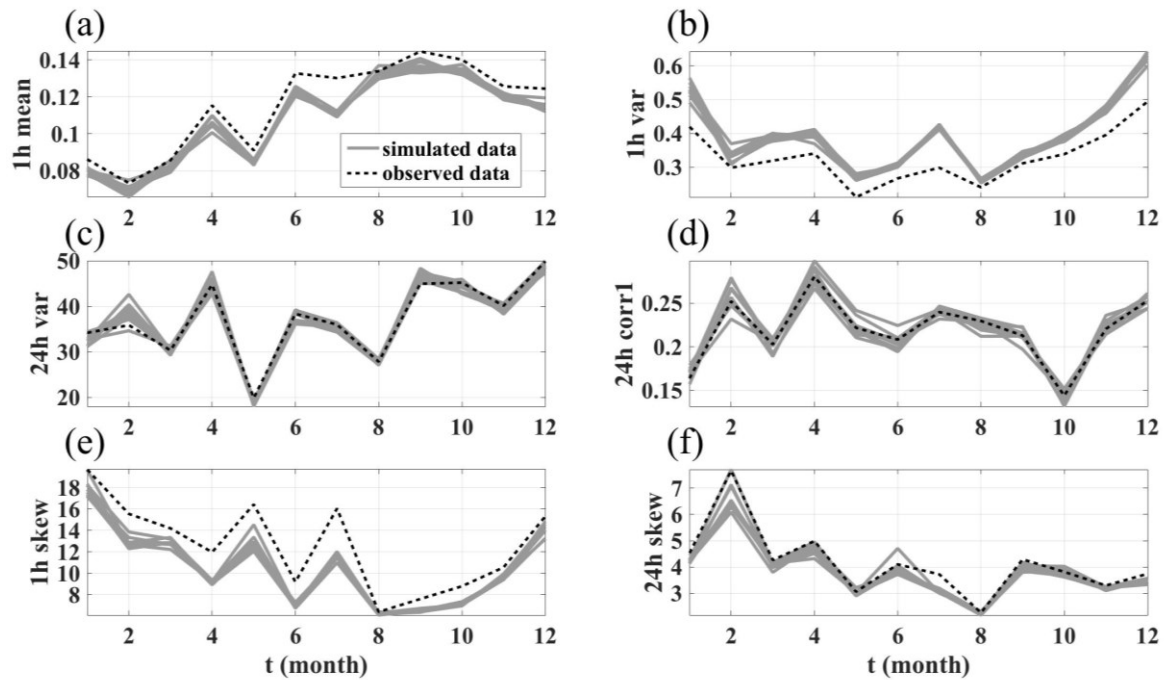 (a)
1h mean
0.14
0.12
0.1
0.08
2 4 6 8 10 12
simulated data
observed data
(b)
1h var
0.6
0.5
0.4
0.3
2 4 6 8 10 12
(c)
24h var
50
40
30
20
2 4 6 8 10 12
(d)
24h corr1
0.25
0.2
0.15
2 4 6 8 10 12
(e)
1h skew
18
16
14
12
10
8
2 4 6 8 10 12
t (month)
(f)
24h skew
7
6
5
4
3
2 4 6 8 10 12
t (month)